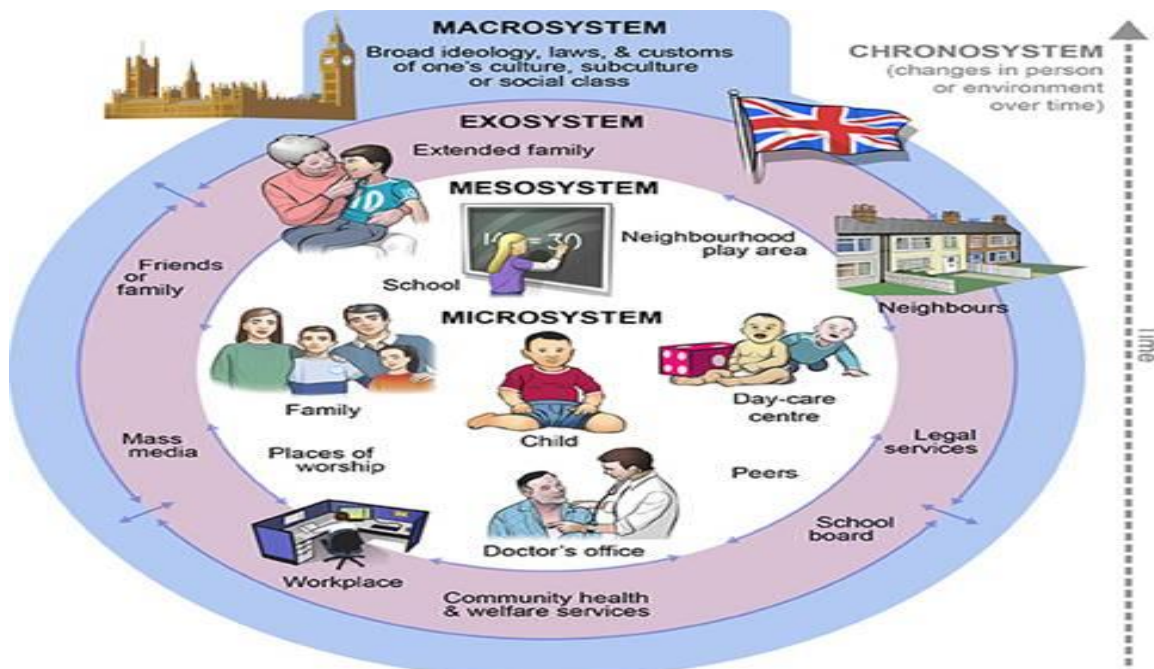 MACROSYSTEM
Broad ideology, laws, & customs
of one's culture, subculture
or social class
CHRONOSYSTEM
(changes in person
or environment
over time)
EXOSYSTEM
Extended family
MESOSYSTEM
Neighbourhood
play area
School
Friends
or
family
Neighbours
MICROSYSTEM
Time
Family
Child
Day-care
centre
Mass
media
Places of
worship
Peers
Legal
services
Doctor's office
School
board
Workplace
Community health
& welfare services